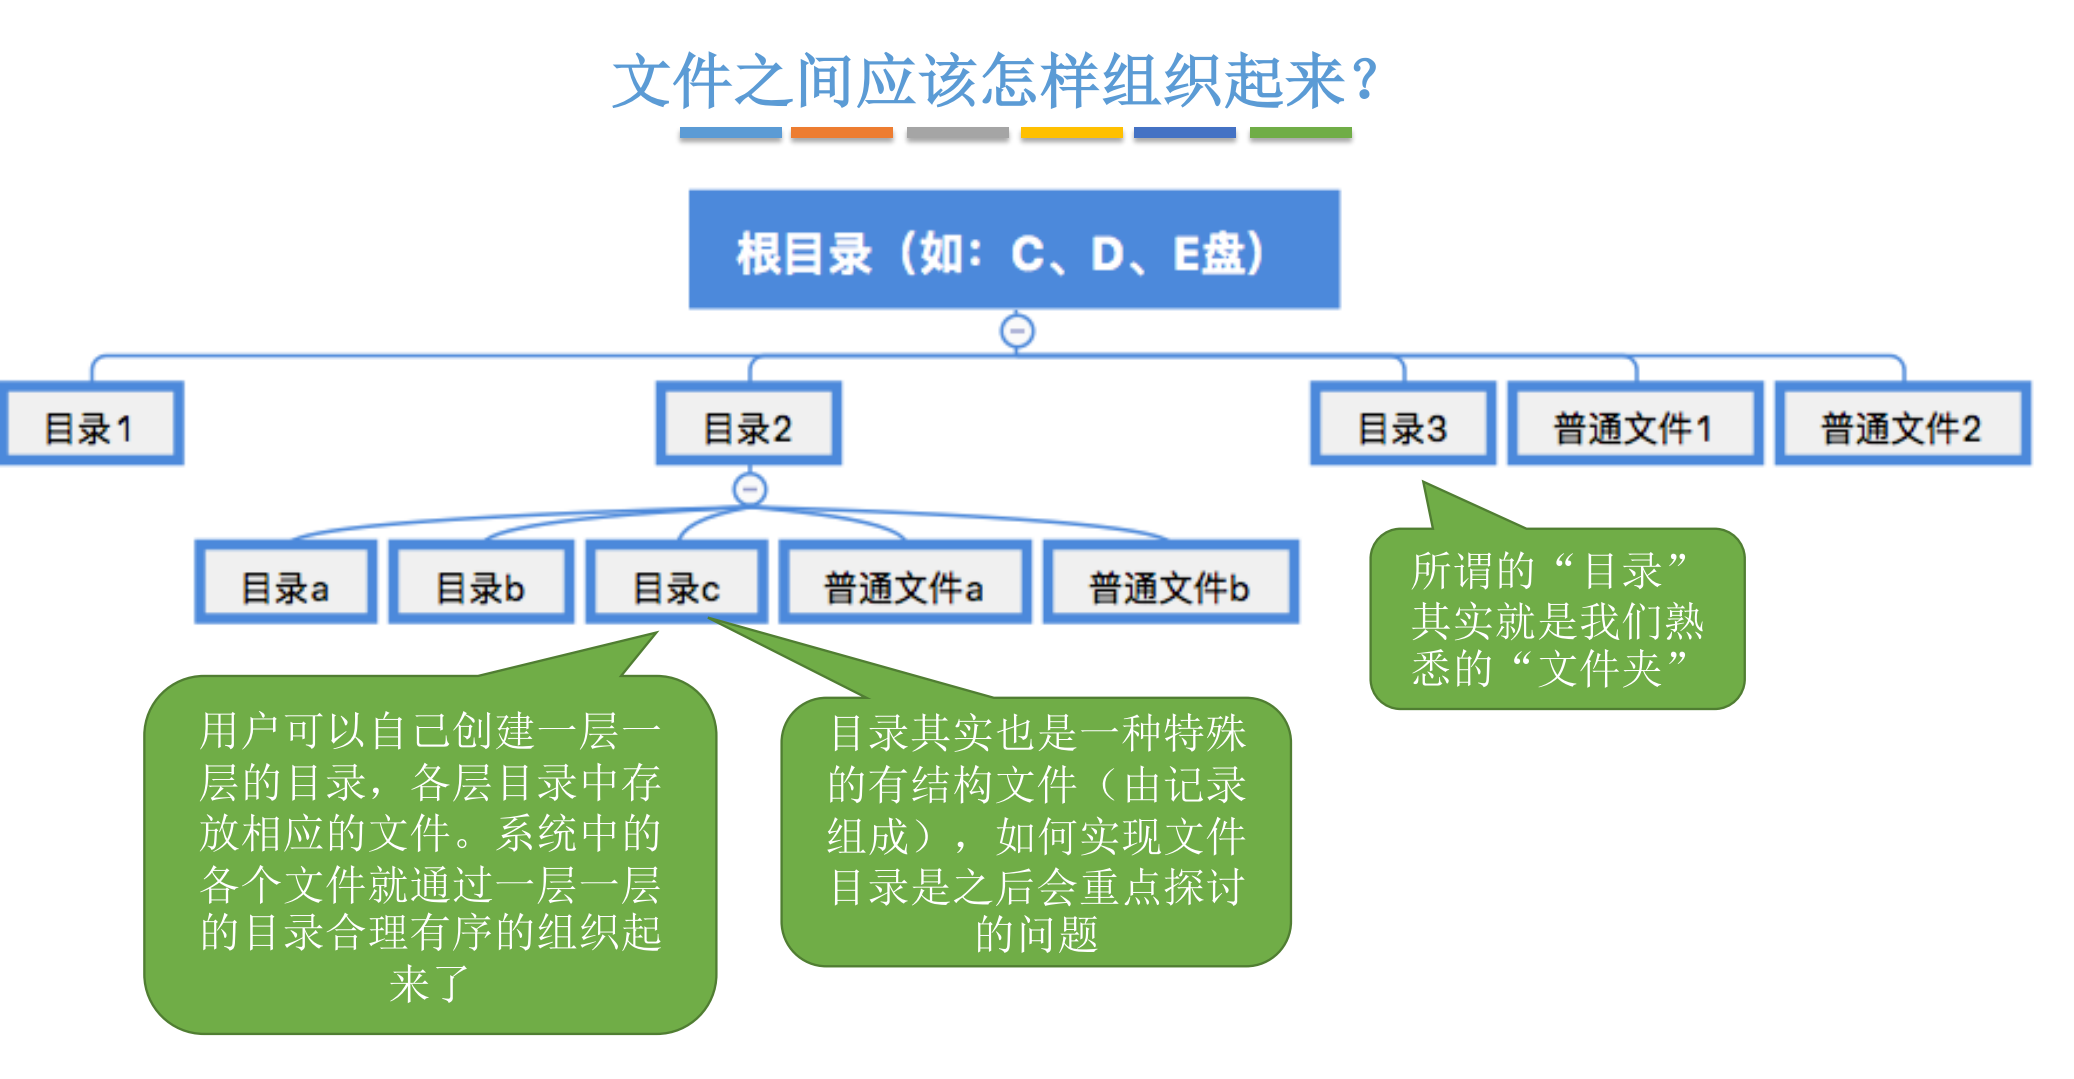 文件之间应该怎样组织起来？
根目录（如：C、D、E盘）
目录1
目录2
目录3
普通文件1
普通文件2
目录a
目录b
目录c
普通文件a
普通文件b
所谓的“目录”
其实就是我们熟
悉的“文件夹”
用户可以自己创建一层一
层的目录，各层目录中存
放相应的文件。系统中的
各个文件就通过一层一层
的目录合理有序的组织起
来了
目录其实也是一种特殊
的有结构文件（由记录
组成），如何实现文件
目录是之后会重点探讨
的问题